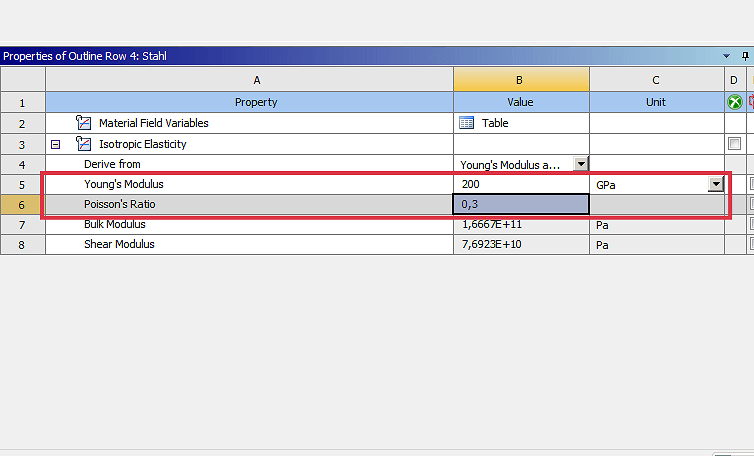 Properties of Outline Row 4: Stahl
A B C D
1 Property Value Unit
2 Material Field Variables Table
3 Isotropic Elasticity
4 Derive from Young's Modulus a...
5 Young's Modulus 200 GPa
6 Poisson's Ratio 0,3
7 Bulk Modulus 1,6667E+11 Pa
8 Shear Modulus 7,6923E+10 Pa